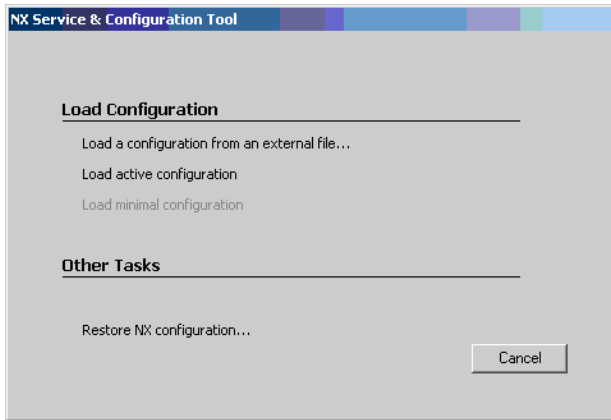 NX Service & Configuration Tool
Load Configuration
Load a configuration from an external file...
Load active configuration
Load minimal configuration
Other Tasks
Restore NX configuration...
Cancel